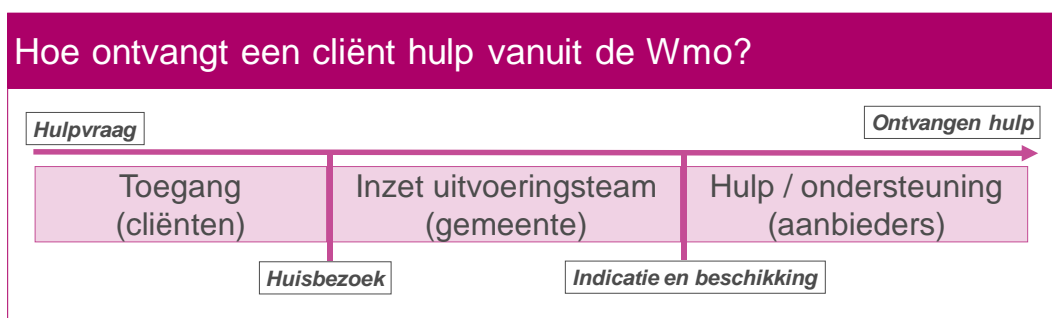 Hoe ontvangt een cliënt hulp vanuit de Wmo?
Hulpvraag
Ontvangen hulp
Toegang
(cliënten)
Inzet uitvoeringsteam
(gemeente)
Hulp / ondersteuning
(aanbieders)
Huisbezoek
Indicatie en beschikking